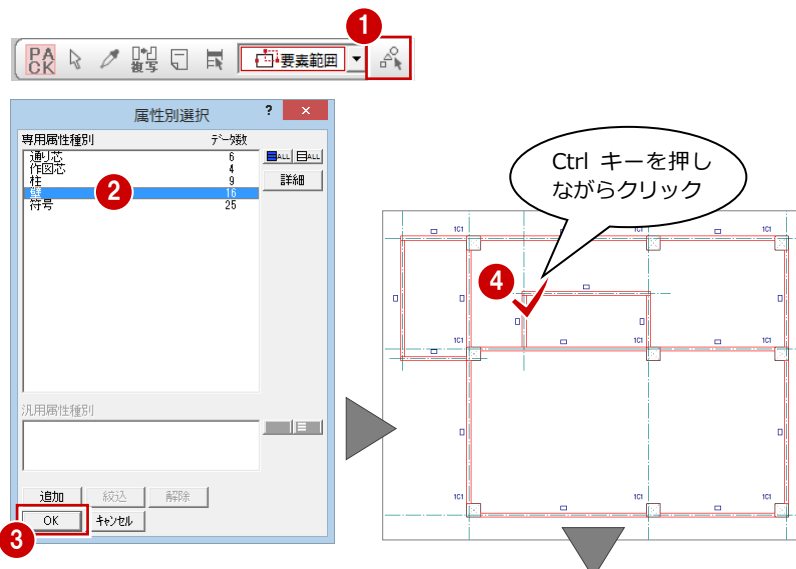 1
PACK
複写
要素範囲
属性別選択 ? ×
専用属性種別 データ数
通り芯 6
作図芯 4
柱 9
壁 16
符号 25
ALL ALL
詳細
2
汎用属性種別
追加 絞込 解除
OK キャンセル
3
Ctrl キーを押し
ながらクリック
4
1C1 1C1 1C1
1C1 1C1 1C1
1C1 1C1 1C1